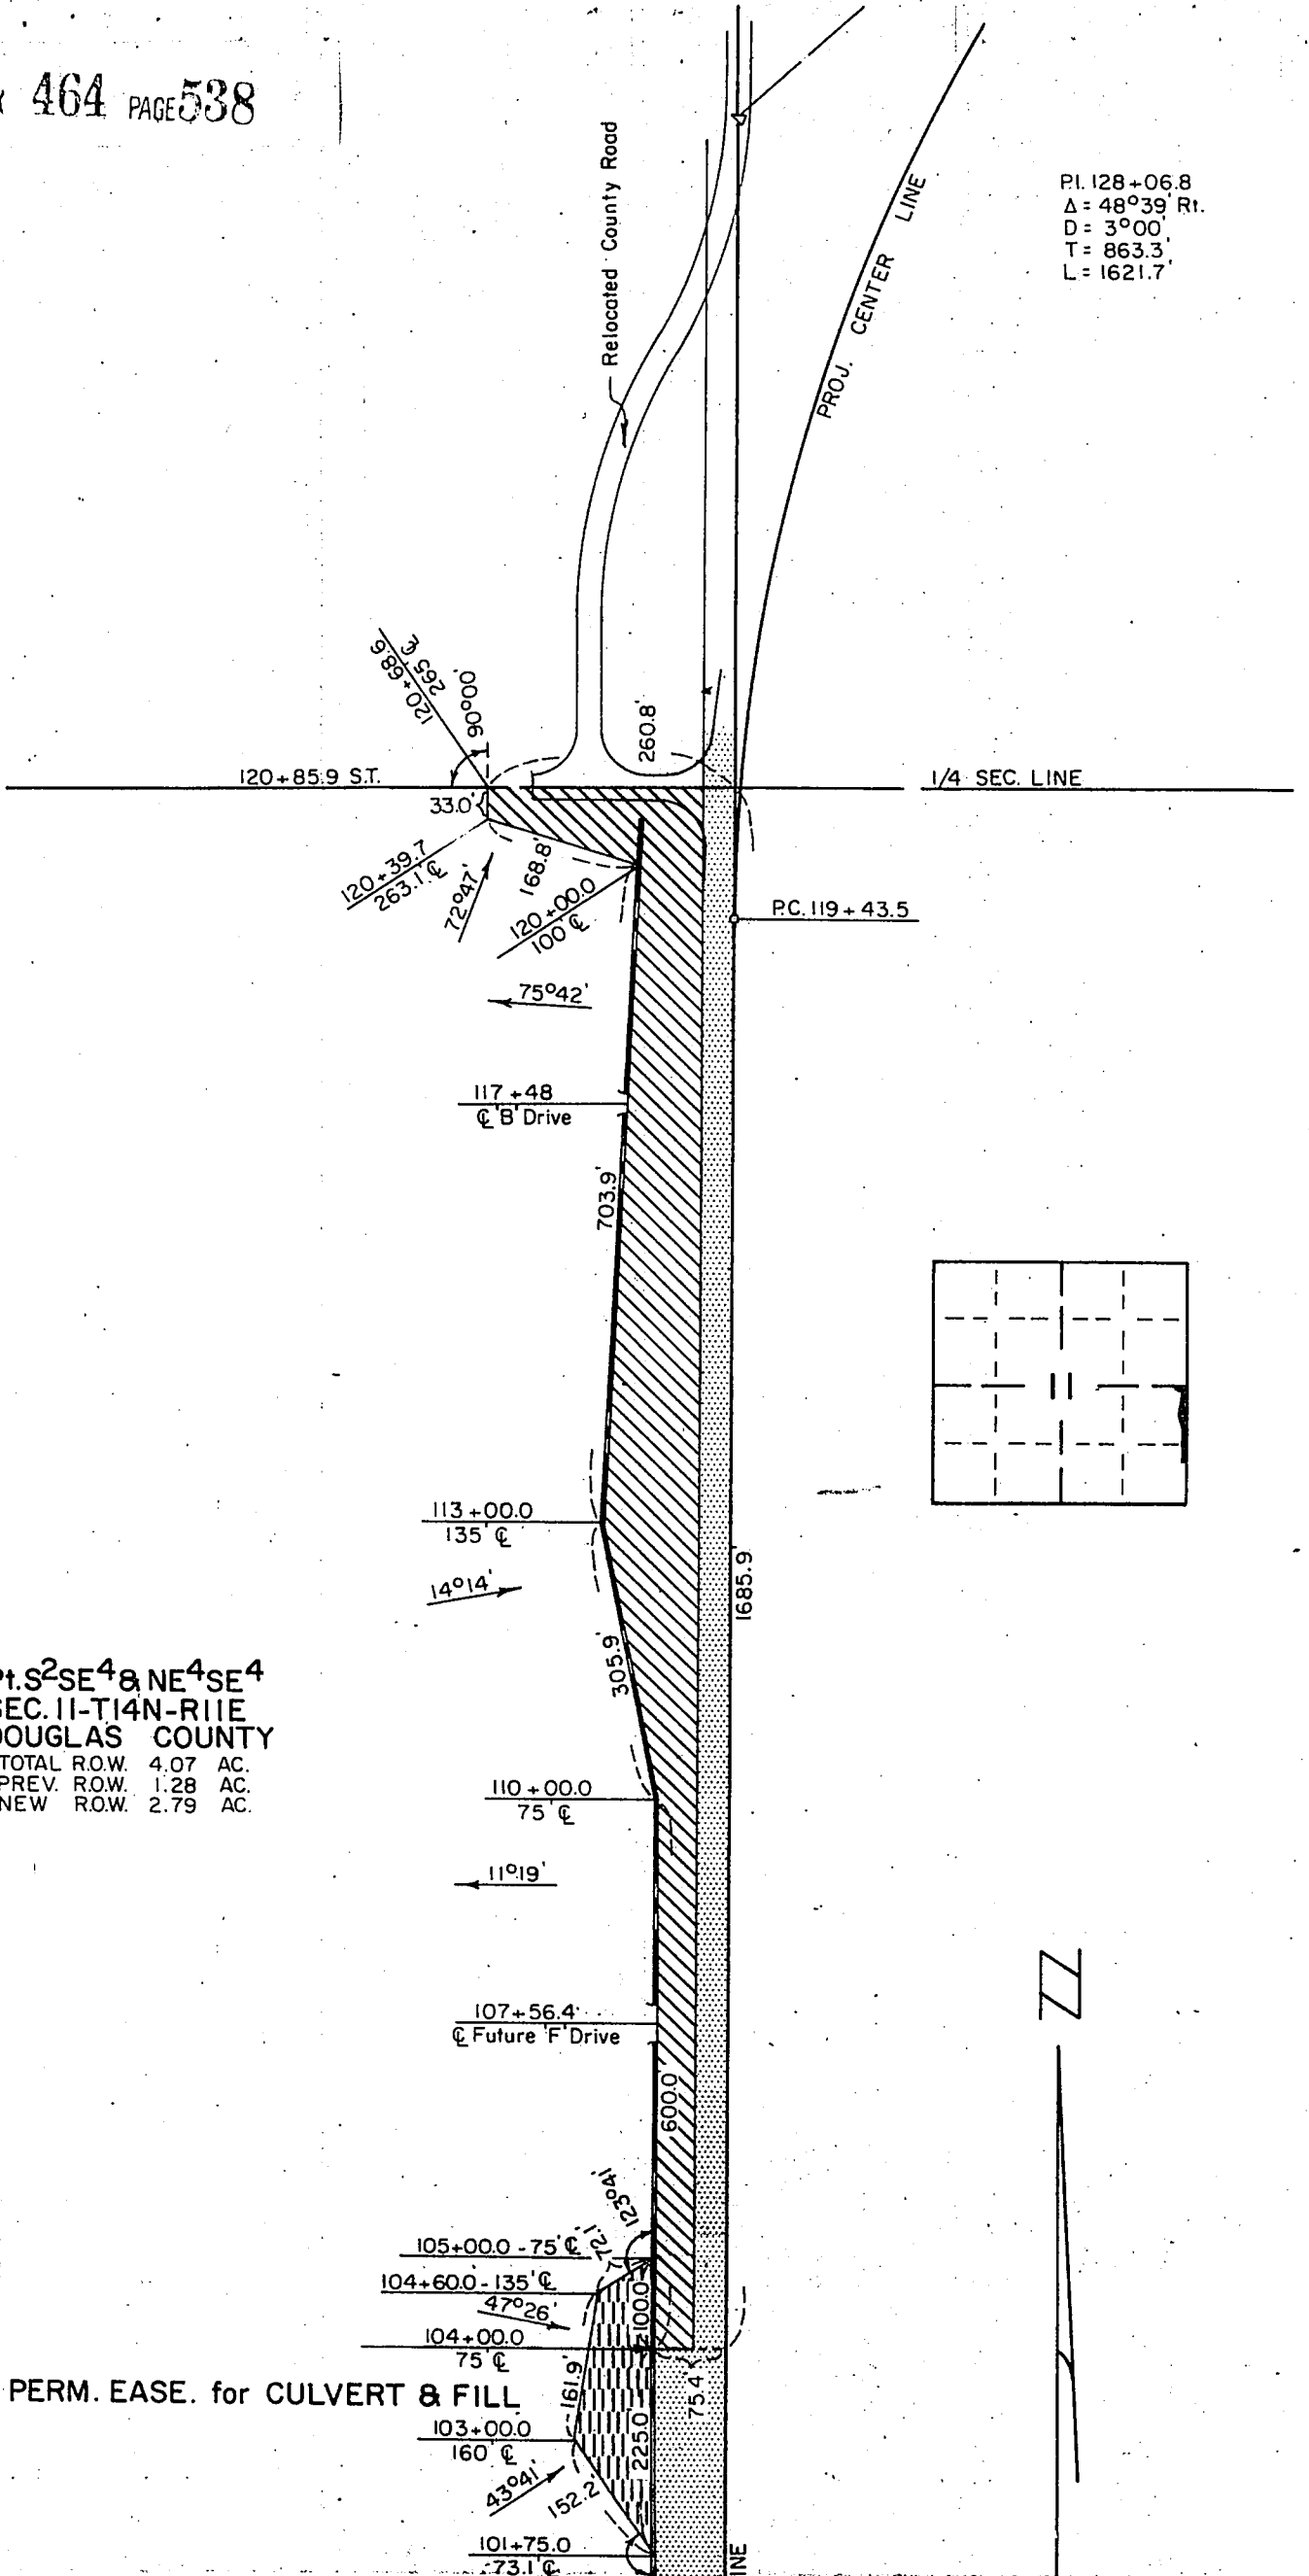 464 PAGE 538
Relocated County Road
PROJ. CENTER LINE
P.I. 128+06.8
Δ = 48°39' Rt.
D = 3°00'
T = 863.3'
L = 1621.7'
120+68.6
265' ℄
90°00'
260.8'
120+85.9 S.T.
1/4 SEC. LINE
33.0'
120+39.7
263.1' ℄
72°47'
168.8'
120+00.0
100' ℄
P.C. 119+43.5
75°42'
117+48
℄ 'B' Drive
703.9'
11
113+00.0
135' ℄
14°14'
1685.9'
305.9'
Pt. S²SE⁴ & NE⁴SE⁴
SEC. 11-T14N-R11E
DOUGLAS COUNTY
TOTAL R.O.W. 4.07 AC.
PREV. R.O.W. 1.28 AC.
NEW R.O.W. 2.79 AC.
110+00.0
75' ℄
11°19'
N
107+56.4
℄ Future 'F' Drive
600.0'
123°41'
72.1'
105+00.0 - 75' ℄
104+60.0 - 135' ℄
47°26'
100.0'
104+00.0
75' ℄
75.4'
161.9'
PERM. EASE. for CULVERT & FILL
103+00.0
160' ℄
225.0'
43°41'
152.2'
101+75.0
73.1' ℄